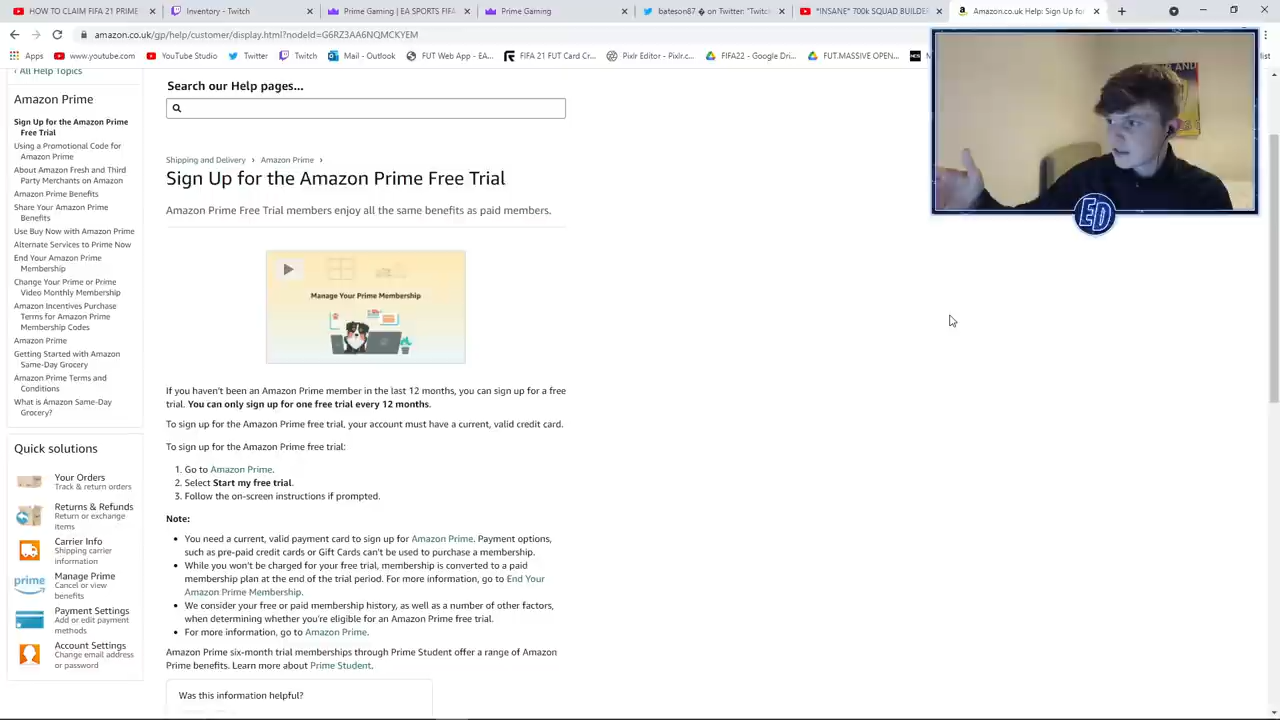 HOW TO CLAIM FIFA 21 PRIME
Inventory - Twitch
Prime Gaming | EA SPORTS FIFA
Prime Gaming
bateson87 � on Twitter: "Twitch
"INSANE" 700k SQUAD BUILDER
Amazon.co.uk Help: Sign Up for
amazon.co.uk/gp/help/customer/display.html?nodeId=G6RZ3AA6NQMCKYEM
Apps
www.youtube.com
YouTube Studio
Twitter
Twitch
Mail - Outlook
FUT Web App - EA...
FIFA 21 FUT Card Cr...
Pixlr Editor - Pixlr.c...
FIFA22 - Google Driv...
FUT.MASSIVE OPEN...
list
‹ All Help Topics
Amazon Prime
Sign Up for the Amazon Prime
Free Trial
Using a Promotional Code for
Amazon Prime
About Amazon Fresh and Third
Party Merchants on Amazon
Amazon Prime Benefits
Share Your Amazon Prime
Benefits
Use Buy Now with Amazon Prime
Alternate Services to Prime Now
End Your Amazon Prime
Membership
Change Your Prime or Prime
Video Monthly Membership
Amazon Incentives Purchase
Terms for Amazon Prime
Membership Codes
Amazon Prime
Getting Started with Amazon
Same-Day Grocery
Amazon Prime Terms and
Conditions
What is Amazon Same-Day
Grocery?
Quick solutions
Your Orders
Track & return orders
Returns & Refunds
Return or exchange
items
Carrier Info
Shipping carrier
information
prime
Manage Prime
Cancel or view
benefits
Payment Settings
Add or edit payment
methods
Account Settings
Change email address
or password
Search our Help pages...
Shipping and Delivery › Amazon Prime ›
Sign Up for the Amazon Prime Free Trial
Amazon Prime Free Trial members enjoy all the same benefits as paid members.
Manage Your Prime Membership
If you haven't been an Amazon Prime member in the last 12 months, you can sign up for a free
trial. You can only sign up for one free trial every 12 months.
To sign up for the Amazon Prime free trial, your account must have a current, valid credit card.
To sign up for the Amazon Prime free trial:
1. Go to Amazon Prime.
2. Select Start my free trial.
3. Follow the on-screen instructions if prompted.
Note:
• You need a current, valid payment card to sign up for Amazon Prime. Payment options,
such as pre-paid credit cards or Gift Cards can't be used to purchase a membership.
• While you won't be charged for your free trial, membership is converted to a paid
membership plan at the end of the trial period. For more information, go to End Your
Amazon Prime Membership.
• We consider your free or paid membership history, as well as a number of other factors,
when determining whether you're eligible for an Amazon Prime free trial.
• For more information, go to Amazon Prime.
Amazon Prime six-month trial memberships through Prime Student offer a range of Amazon
Prime benefits. Learn more about Prime Student.
Was this information helpful?
ED